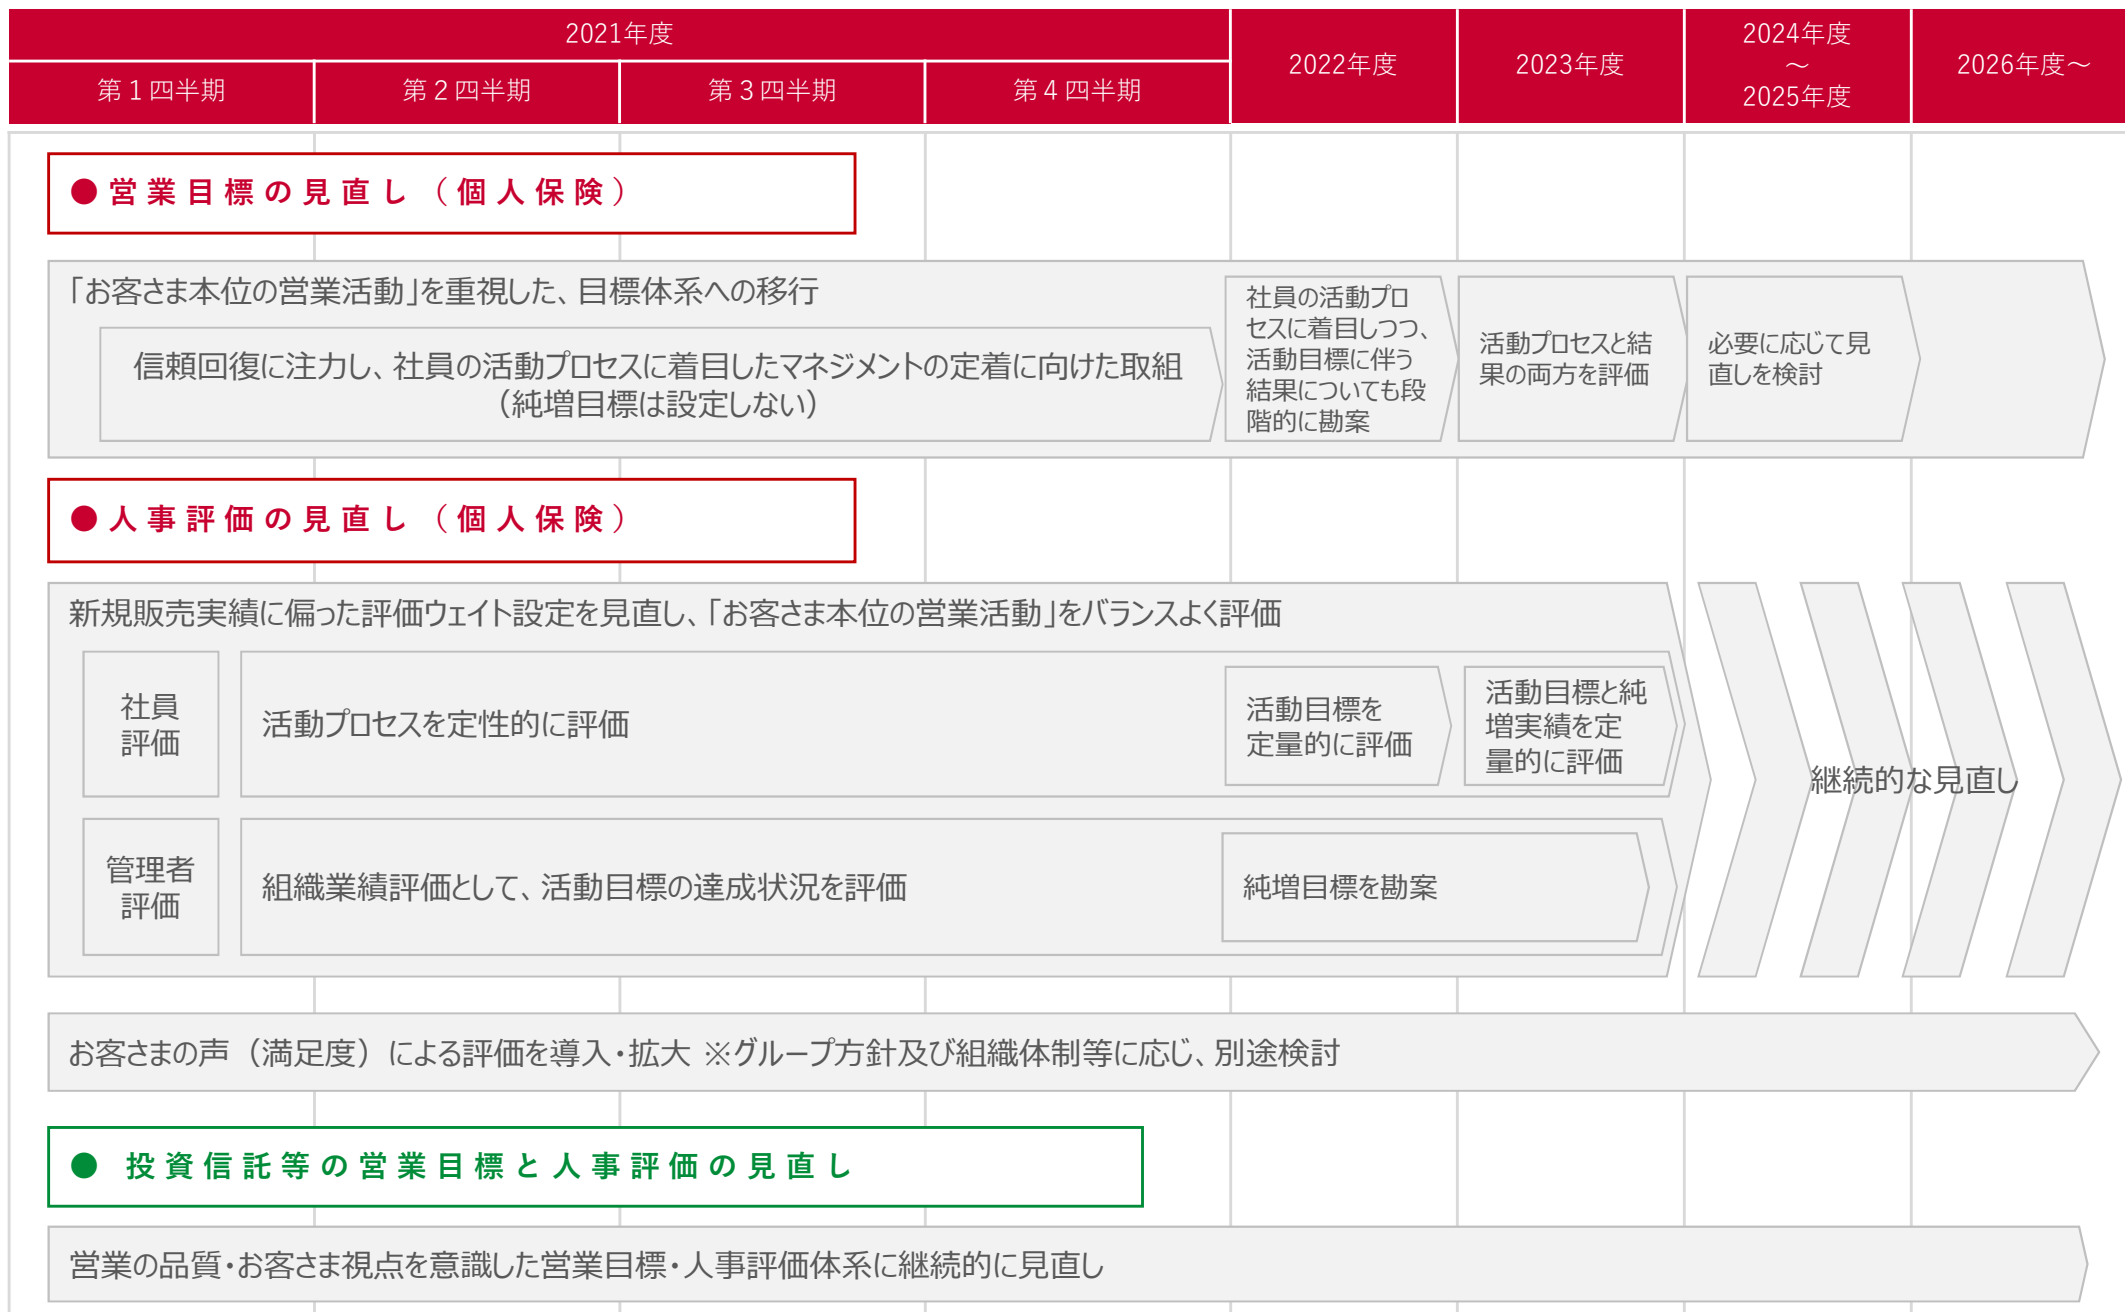 2021年度
2022年度
2023年度
2024年度
～
2025年度
2026年度～
第１四半期
第２四半期
第３四半期
第４四半期
●営業目標の見直し（個人保険）
「お客さま本位の営業活動」を重視した、目標体系への移行
信頼回復に注力し、社員の活動プロセスに着目したマネジメントの定着に向けた取組
（純増目標は設定しない）
社員の活動プロ
セスに着目しつつ、
活動目標に伴う
結果についても段
階的に勘案
活動プロセスと結
果の両方を評価
必要に応じて見
直しを検討
●人事評価の見直し（個人保険）
新規販売実績に偏った評価ウェイト設定を見直し、「お客さま本位の営業活動」をバランスよく評価
社員
評価
活動プロセスを定性的に評価
活動目標を
定量的に評価
活動目標と純
増実績を定
量的に評価
継続的な見直し
管理者
評価
組織業績評価として、活動目標の達成状況を評価
純増目標を勘案
お客さまの声（満足度）による評価を導入・拡大 ※グループ方針及び組織体制等に応じ、別途検討
● 投資信託等の営業目標と人事評価の見直し
営業の品質・お客さま視点を意識した営業目標・人事評価体系に継続的に見直し